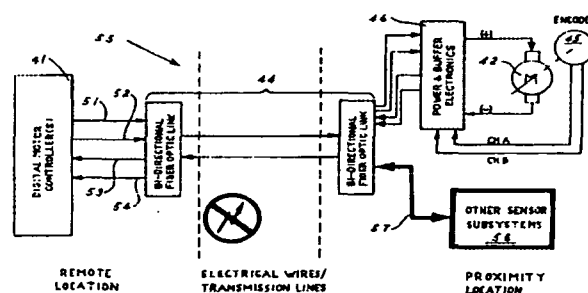 ENCODE
41
55
46
45
(+)
44
42
M
DIGITAL MOTOR
CONTROLLER(S)
51
52
53
54
BI-DIRECTIONAL
FIBER OPTIC LINK
BI-DIRECTIONAL
FIBER OPTIC LINK
POWER & BUFFER
ELECTRONICS
(-)
CH A
CH B
57
OTHER SENSOR
SUBSYSTEMS
56
REMOTE
LOCATION
ELECTRICAL WIRES/
TRANSMISSION LINES
PROXIMITY
LOCATION